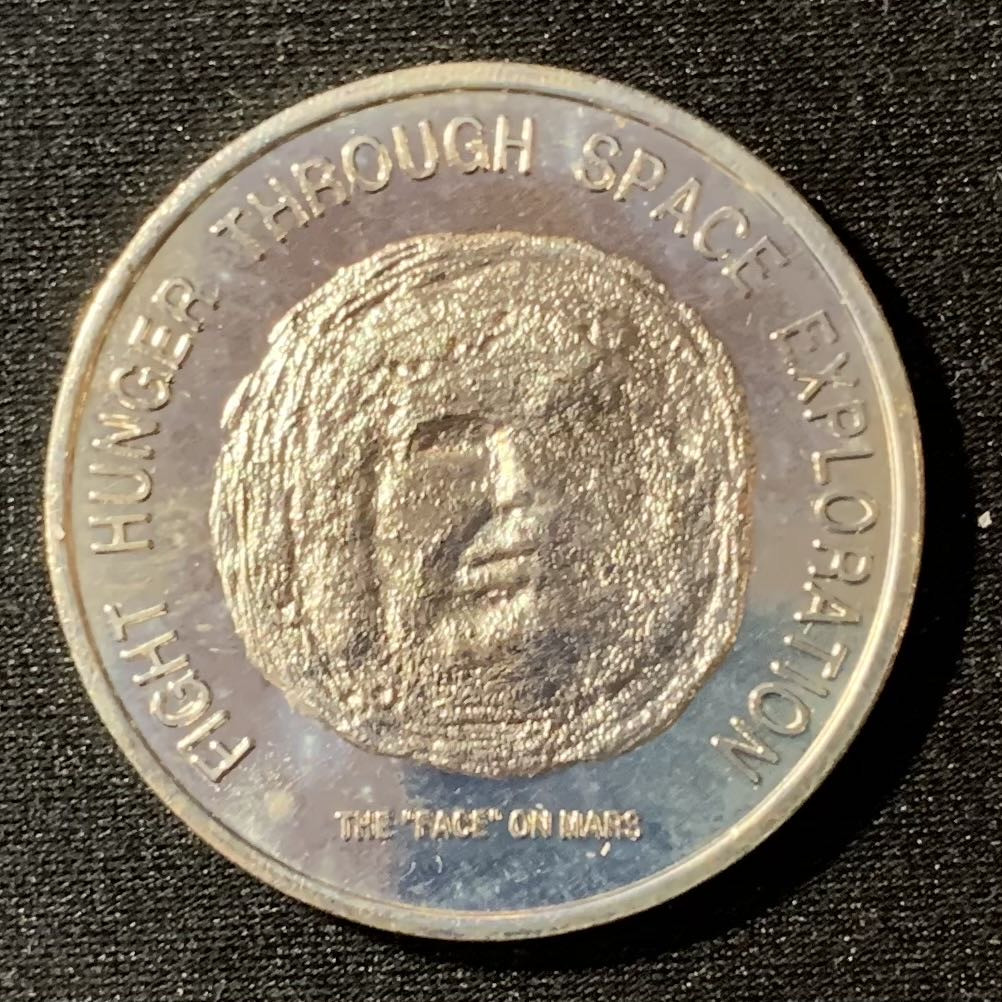 FIGHT HUNGER THROUGH SPACE EXPLORATION
THE "FACE" ON MARS